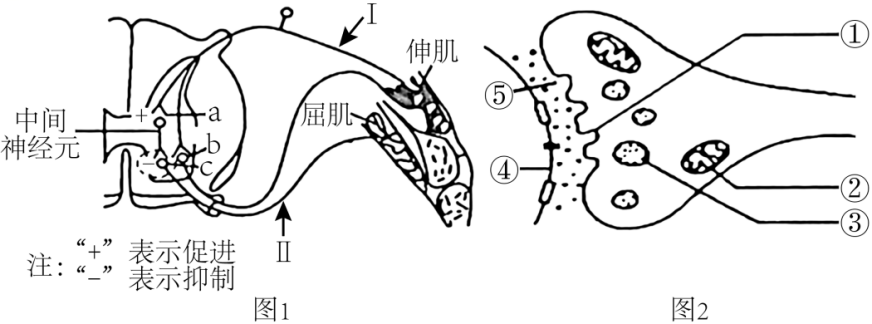 Ⅰ
伸肌
屈肌
中间
神经元
+
a
b
-
c
Ⅱ
注：“+” 表示促进
“-” 表示抑制
图1
①
⑤
④
②
③
图2